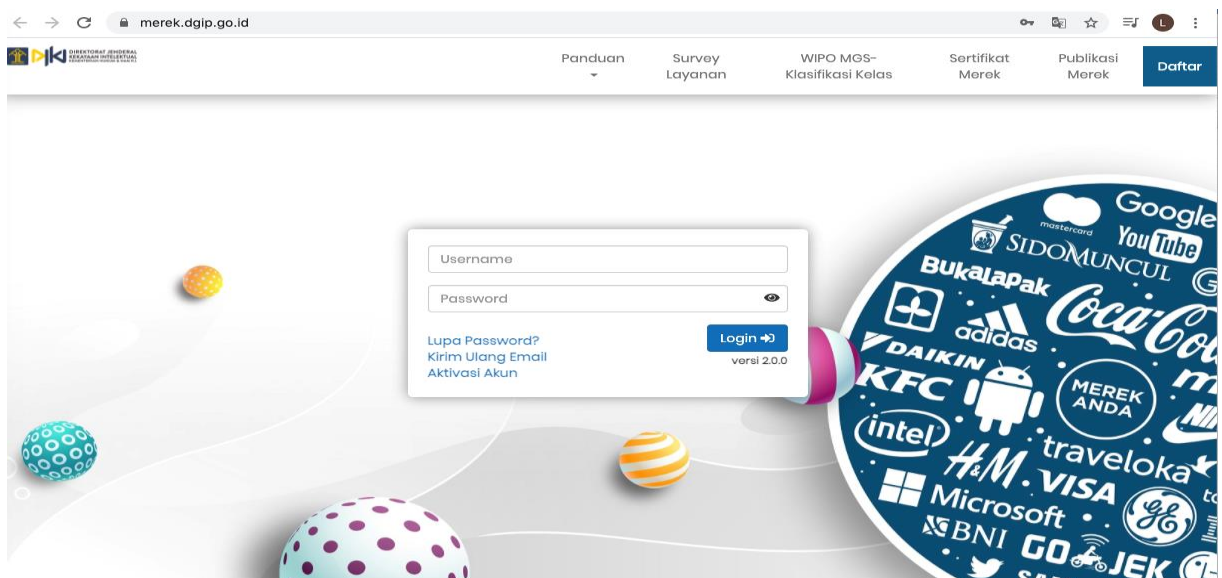 merek.dgip.go.id
L
DIREKTORAT JENDERAL
KEKAYAAN INTELEKTUAL
Panduan
Survey
Layanan
WIPO MGS-
Klasifikasi Kelas
Sertifikat
Merek
Publikasi
Merek
Daftar
Username
Password
Login
versi 2.0.0
Lupa Password?
Kirim Ulang Email
Aktivasi Akun
Google
mastercard
YouTube
SIDOMUNCUL
BukaLapak
Coca-Col
adidas
DAIKIN
KFC
MEREK
ANDA
intel
traveloka
H&M
VISA
Microsoft
BNI
GO-JEK